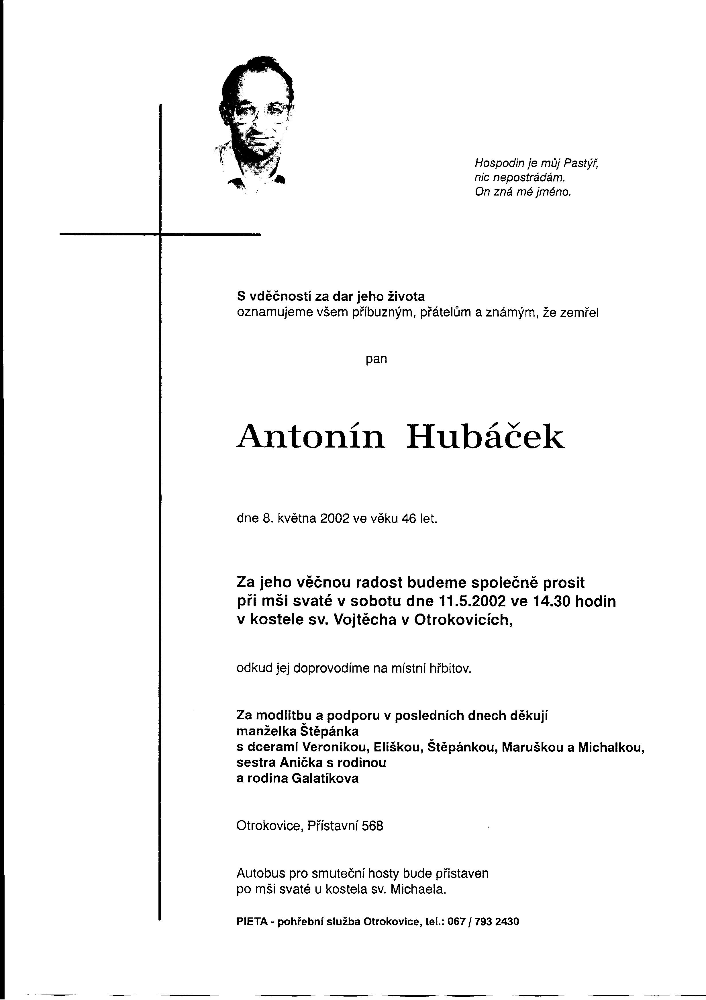 Hospodin je můj Pastýř,
nic nepostrádám.
On zná mé jméno.
S vděčností za dar jeho života
oznamujeme všem příbuzným, přátelům a známým, že zemřel
pan
Antonín Hubáček
dne 8. května 2002 ve věku 46 let.
Za jeho věčnou radost budeme společně prosit
při mši svaté v sobotu dne 11.5.2002 ve 14.30 hodin
v kostele sv. Vojtěcha v Otrokovicích,
odkud jej doprovodíme na místní hřbitov.
Za modlitbu a podporu v posledních dnech děkují
manželka Štěpánka
s dcerami Veronikou, Eliškou, Štěpánkou, Maruškou a Michalkou,
sestra Anička s rodinou
a rodina Galatíkova
Otrokovice, Přístavní 568
Autobus pro smuteční hosty bude přistaven
po mši svaté u kostela sv. Michaela.
PIETA - pohřební služba Otrokovice, tel.: 067 / 793 2430